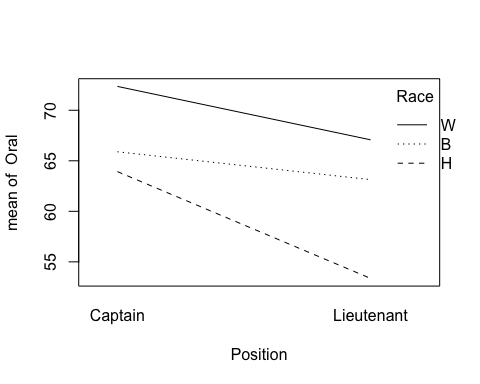 Race
W
B
H
mean of Oral
70
65
60
55
Captain
Lieutenant
Position